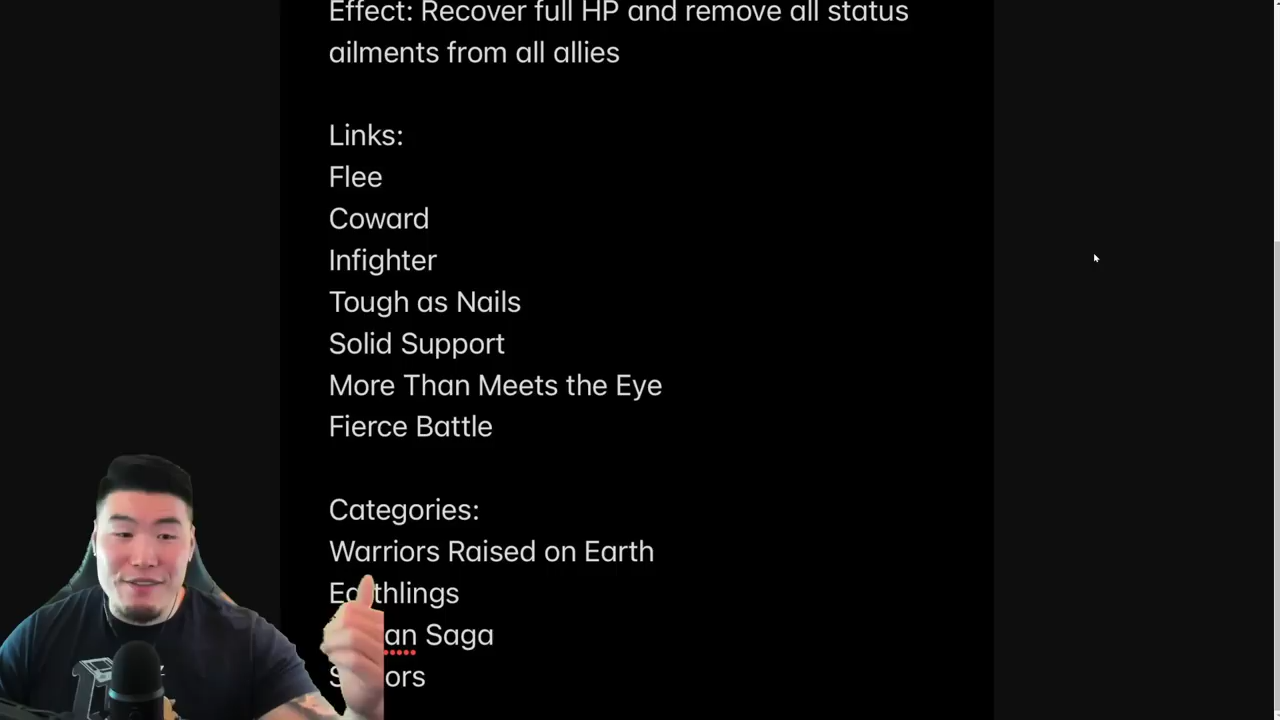 Effect: Recover full HP and remove all status
ailments from all allies
Links:
Flee
Coward
Infighter
Tough as Nails
Solid Support
More Than Meets the Eye
Fierce Battle
Categories:
Warriors Raised on Earth
Saga